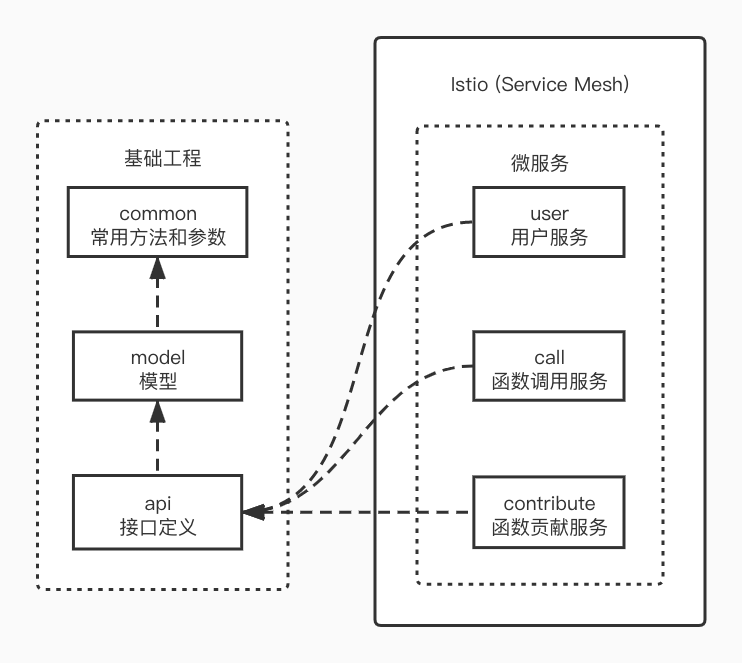 Istio (Service Mesh)
基础工程
common
常用方法和参数
model
模型
api
接口定义
微服务
user
用户服务
call
函数调用服务
contribute
函数贡献服务